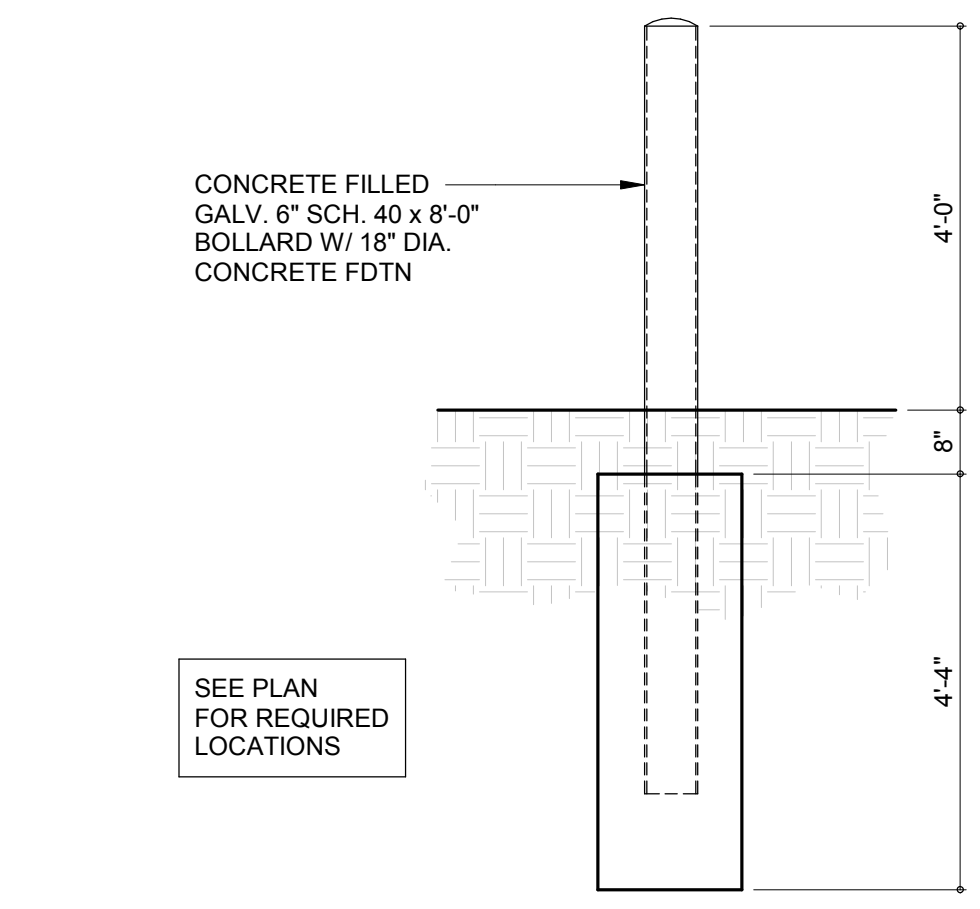 CONCRETE FILLED
GALV. 6" SCH. 40 x 8'-0"
BOLLARD W/ 18" DIA.
CONCRETE FDTN
4'-0"
8"
4'-4"
SEE PLAN
FOR REQUIRED
LOCATIONS